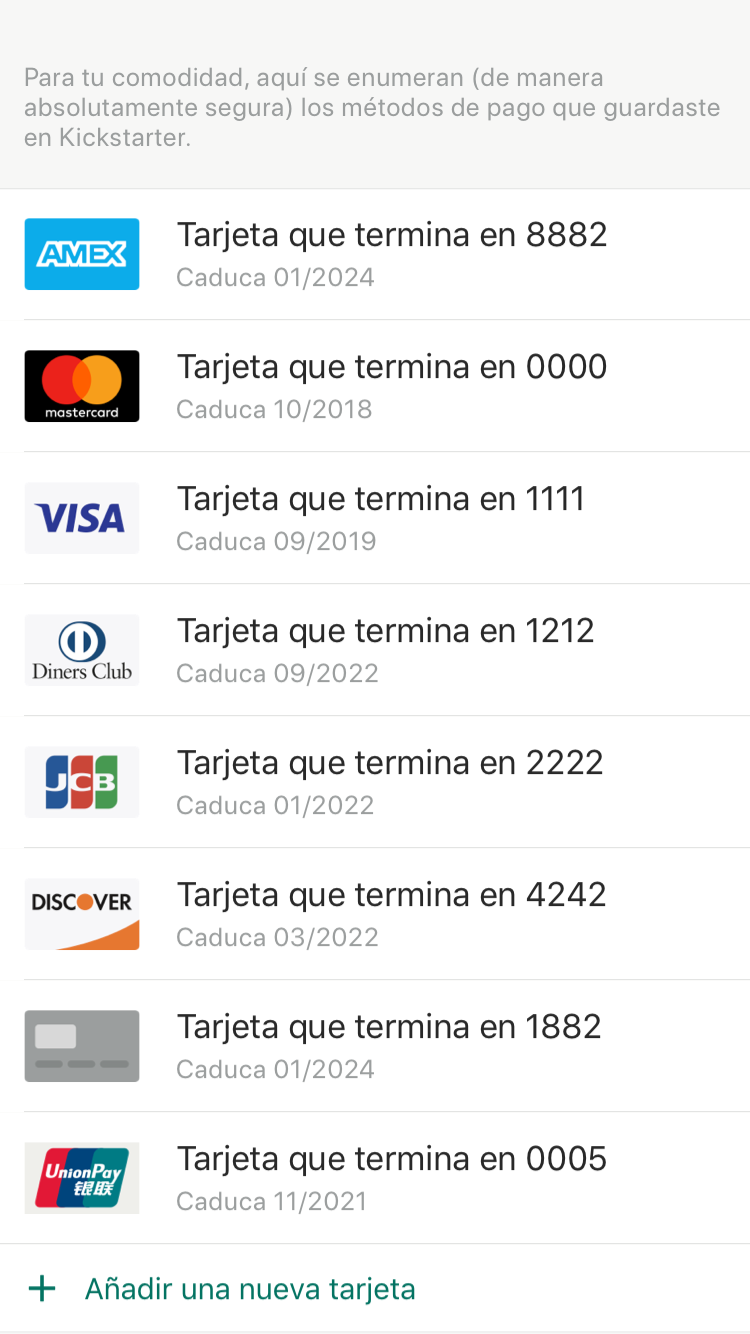 Para tu comodidad, aquí se enumeran (de manera
absolutamente segura) los métodos de pago que guardaste
en Kickstarter.
AMEX
Tarjeta que termina en 8882
Caduca 01/2024
mastercard
Tarjeta que termina en 0000
Caduca 10/2018
VISA
Tarjeta que termina en 1111
Caduca 09/2019
Diners Club
Tarjeta que termina en 1212
Caduca 09/2022
JCB
Tarjeta que termina en 2222
Caduca 01/2022
DISCOVER
Tarjeta que termina en 4242
Caduca 03/2022
Tarjeta que termina en 1882
Caduca 01/2024
UnionPay
银联
Tarjeta que termina en 0005
Caduca 11/2021
+ Añadir una nueva tarjeta